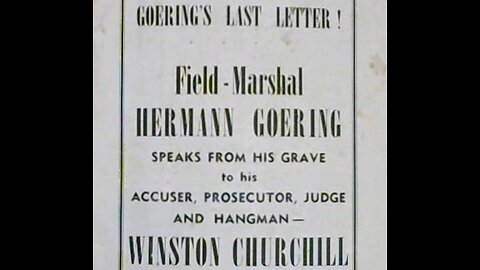 GOERING'S LAST LETTER!
Field-Marshal
HERMANN GOERING
SPEAKS FROM HIS GRAVE
to his
ACCUSER, PROSECUTOR, JUDGE
AND HANGMAN—
WINSTON CHURCHILL